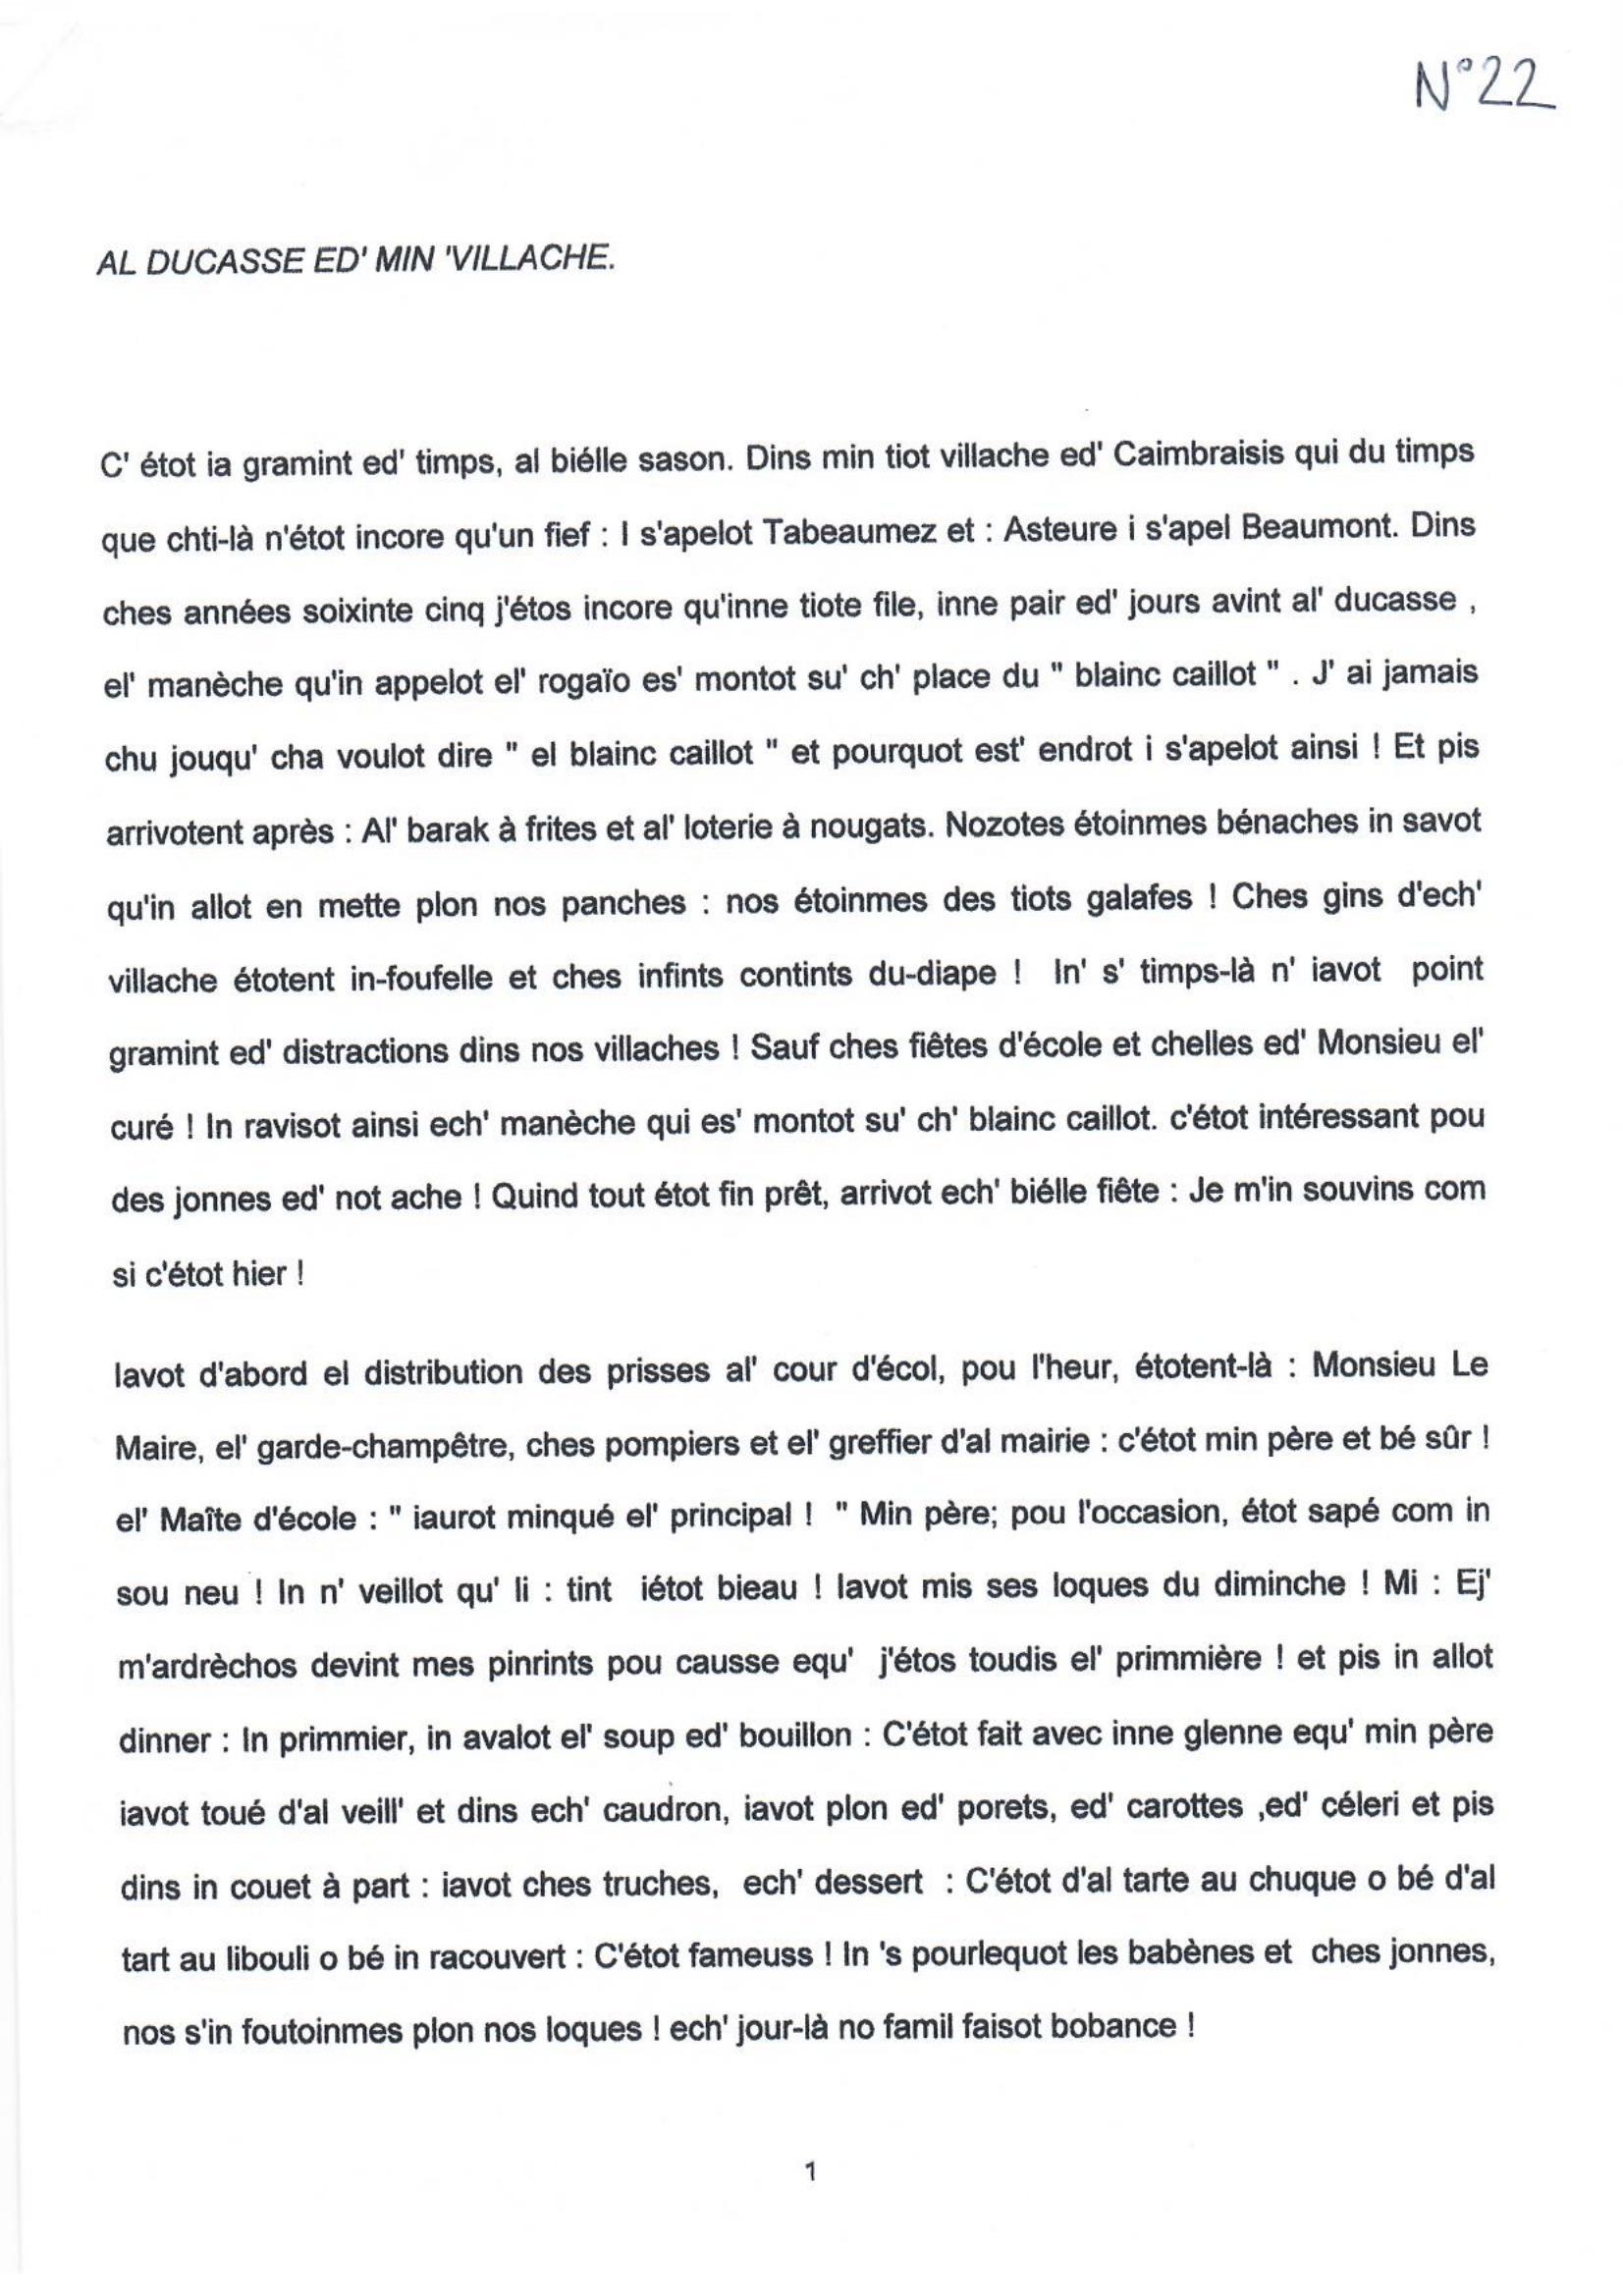 N°22
AL DUCASSE ED' MIN 'VILLACHE.
C' étot ia gramint ed' timps, al biélle sason. Dins min tiot villache ed' Caimbraisis qui du timps
que chti-là n'étot incore qu'un fief : I s'apelot Tabeaumez et : Asteure i s'apel Beaumont. Dins
ches années soixinte cinq j'étos incore qu'inne tiote file, inne pair ed' jours avint al' ducasse ,
el' manèche qu'in appelot el' rogaïo es' montot su' ch' place du " blainc caillot " . J' ai jamais
chu jouqu' cha voulot dire " el blainc caillot " et pourquot est' endrot i s'apelot ainsi ! Et pis
arrivotent après : Al' barak à frites et al' loterie à nougats. Nozotes étoinmes bénaches in savot
qu'in allot en mette plon nos panches : nos étoinmes des tiots galafes ! Ches gins d'ech'
villache étotent in-foufelle et ches infints contints du-diape ! In' s' timps-là n' iavot point
gramint ed' distractions dins nos villaches ! Sauf ches fiêtes d'école et chelles ed' Monsieu el'
curé ! In ravisot ainsi ech' manèche qui es' montot su' ch' blainc caillot. c'étot intéressant pou
des jonnes ed' not ache ! Quind tout étot fin prêt, arrivot ech' biélle fiête : Je m'in souvins com
si c'étot hier !
Iavot d'abord el distribution des prisses al' cour d'écol, pou l'heur, étotent-là : Monsieu Le
Maire, el' garde-champêtre, ches pompiers et el' greffier d'al mairie : c'étot min père et bé sûr !
el' Maîte d'école : " iaurot minqué el' principal ! " Min père; pou l'occasion, étot sapé com in
sou neu ! In n' veillot qu' li : tint iétot bieau ! Iavot mis ses loques du diminche ! Mi : Ej'
m'ardrèchos devint mes pinrints pou causse equ' j'étos toudis el' primmière ! et pis in allot
dinner : In primmier, in avalot el' soup ed' bouillon : C'étot fait avec inne glenne equ' min père
iavot toué d'al veill' et dins ech' caudron, iavot plon ed' porets, ed' carottes ,ed' céleri et pis
dins in couet à part : iavot ches truches, ech' dessert : C'étot d'al tarte au chuque o bé d'al
tart au libouli o bé in racouvert : C'étot fameuss ! In 's pourlequot les babènes et ches jonnes,
nos s'in foutoinmes plon nos loques ! ech' jour-là no famil faisot bobance !
1